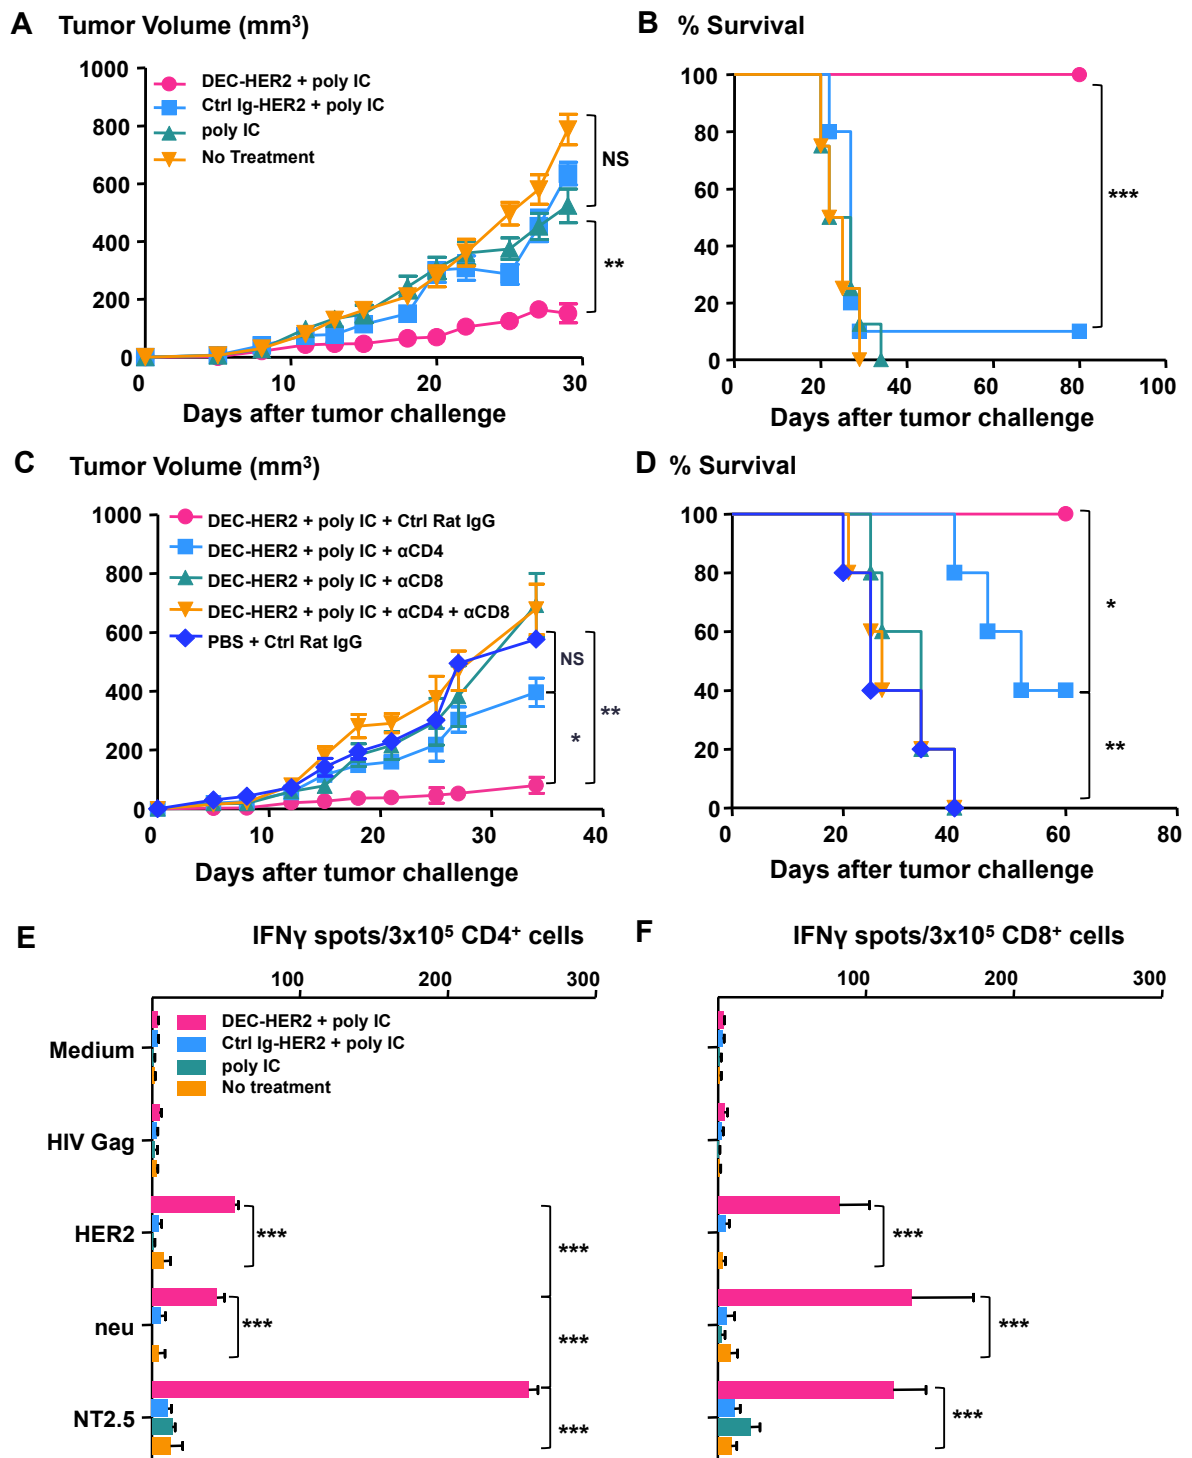 A Tumor Volume (mm³)
1000
800
600
400
200
0
DEC-HER2 + poly IC
Ctrl Ig-HER2 + poly IC
poly IC
No Treatment
NS
**
0 10 20 30
Days after tumor challenge
B % Survival
100
80
60
40
20
0
***
0 20 40 60 80 100
Days after tumor challenge
C Tumor Volume (mm³)
1000
800
600
400
200
0
DEC-HER2 + poly IC + Ctrl Rat IgG
DEC-HER2 + poly IC + αCD4
DEC-HER2 + poly IC + αCD8
DEC-HER2 + poly IC + αCD4 + αCD8
PBS + Ctrl Rat IgG
NS
*
**
0 10 20 30 40
Days after tumor challenge
D % Survival
100
80
60
40
20
0
*
**
0 20 40 60 80
Days after tumor challenge
E IFNγ spots/3x10⁵ CD4⁺ cells
100 200 300
DEC-HER2 + poly IC
Ctrl Ig-HER2 + poly IC
poly IC
No treatment
Medium
HIV Gag
HER2
neu
NT2.5
***
***
***
***
***
F IFNγ spots/3x10⁵ CD8⁺ cells
100 200 300
***
***
***